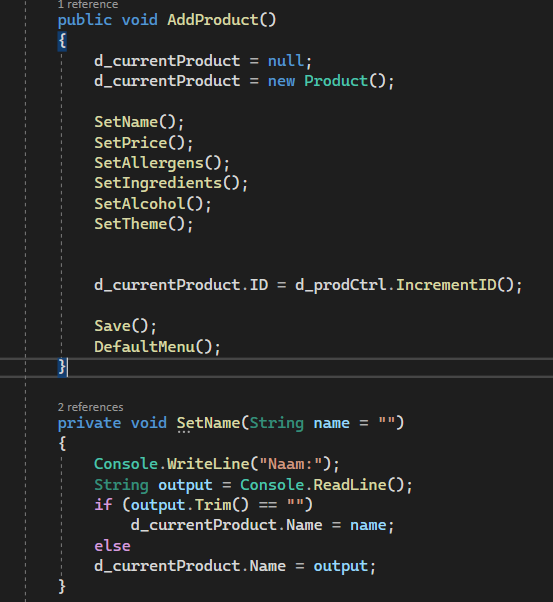 1 reference
public void AddProduct()
{
d_currentProduct = null;
d_currentProduct = new Product();
SetName();
SetPrice();
SetAllergens();
SetIngredients();
SetAlcohol();
SetTheme();
d_currentProduct.ID = d_prodCtrl.IncrementID();
Save();
DefaultMenu();
}
2 references
private void SetName(String name = "")
{
Console.WriteLine("Naam:");
String output = Console.ReadLine();
if (output.Trim() == "")
d_currentProduct.Name = name;
else
d_currentProduct.Name = output;
}